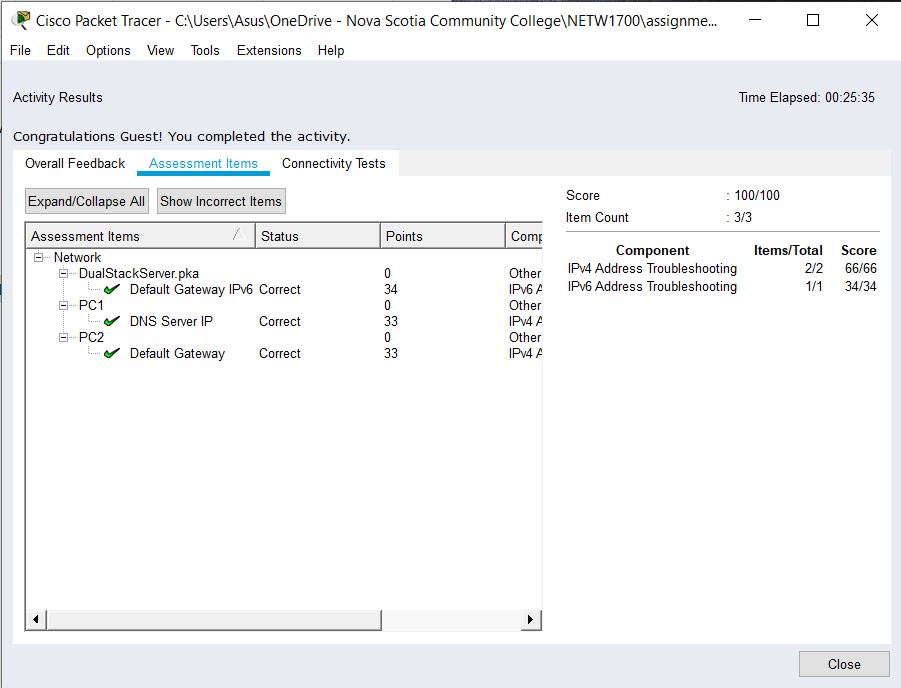 Cisco Packet Tracer - C:\Users\Asus\OneDrive - Nova Scotia Community College\NETW1700\assignme...
File Edit Options View Tools Extensions Help
Activity Results Time Elapsed: 00:25:35
Congratulations Guest! You completed the activity.
Overall Feedback Assessment Items Connectivity Tests
Expand/Collapse All Show Incorrect Items
Assessment Items Status Points Comp
Network
DualStackServer.pka 0 Other
Default Gateway IPv6 Correct 34 IPv6 A
PC1 0 Other
DNS Server IP Correct 33 IPv4 A
PC2 0 Other
Default Gateway Correct 33 IPv4 A
Score : 100/100
Item Count : 3/3
Component Items/Total Score
IPv4 Address Troubleshooting 2/2 66/66
IPv6 Address Troubleshooting 1/1 34/34
Close